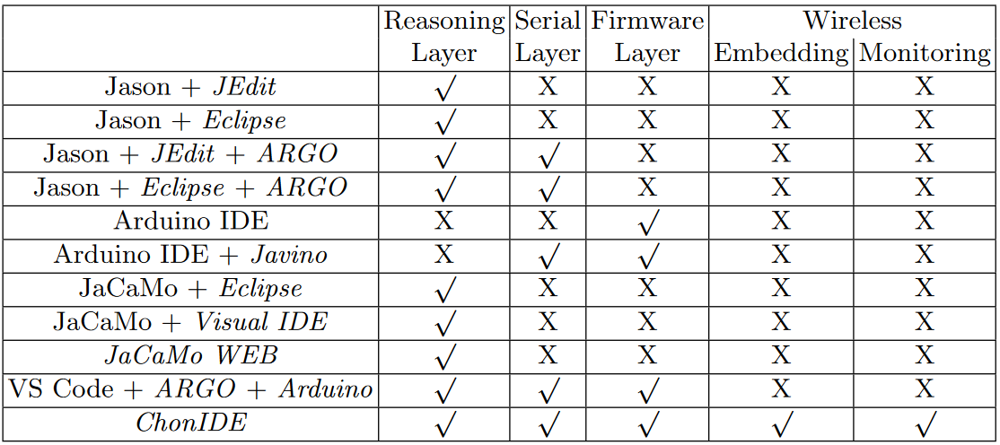 Reasoning Serial Firmware Wireless
Layer Layer Layer Embedding Monitoring
Jason + JEdit √ X X X X
Jason + Eclipse √ X X X X
Jason + JEdit + ARGO √ √ X X X
Jason + Eclipse + ARGO √ √ X X X
Arduino IDE X X √ X X
Arduino IDE + Javino X √ √ X X
JaCaMo + Eclipse √ X X X X
JaCaMo + Visual IDE √ X X X X
JaCaMo WEB √ X X X X
VS Code + ARGO + Arduino √ √ √ X X
ChonIDE √ √ √ √ √